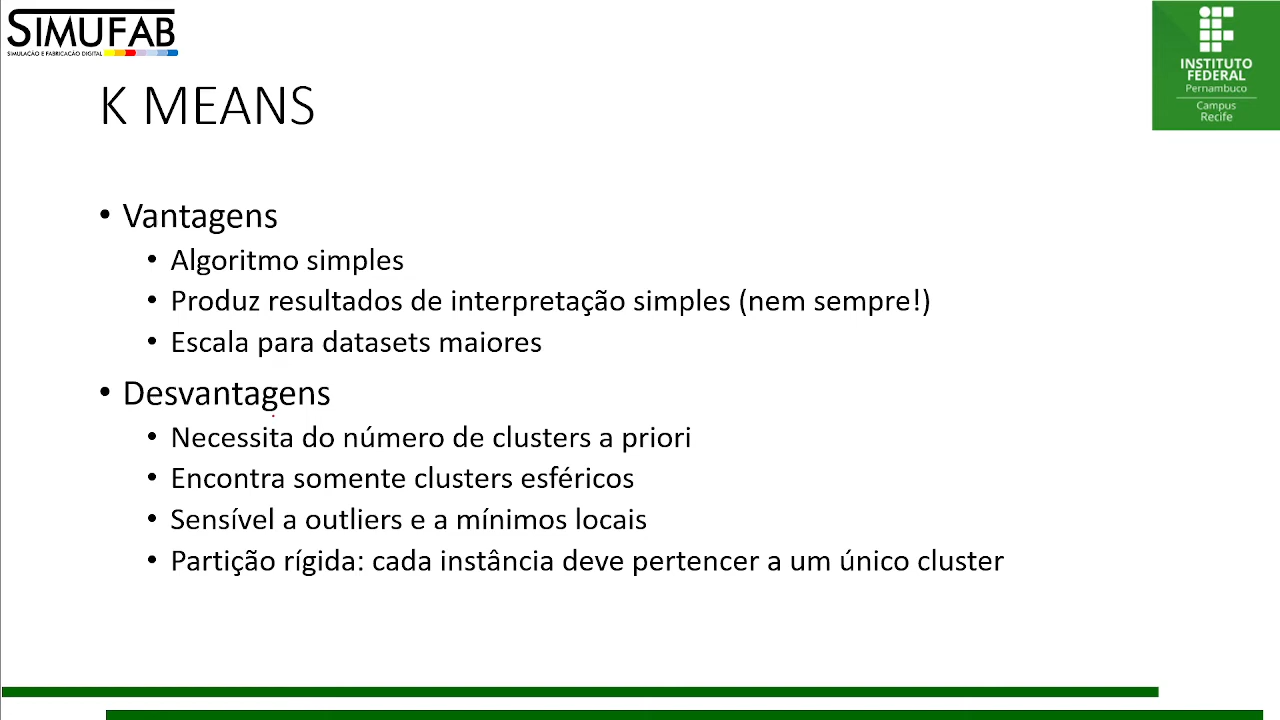 SIMUFAB
SIMULAÇÃO E FABRICAÇÃO DIGITAL
INSTITUTO
FEDERAL
Pernambuco
Campus
Recife
K MEANS
• Vantagens
• Algoritmo simples
• Produz resultados de interpretação simples (nem sempre!)
• Escala para datasets maiores
• Desvantagens
• Necessita do número de clusters a priori
• Encontra somente clusters esféricos
• Sensível a outliers e a mínimos locais
• Partição rígida: cada instância deve pertencer a um único cluster